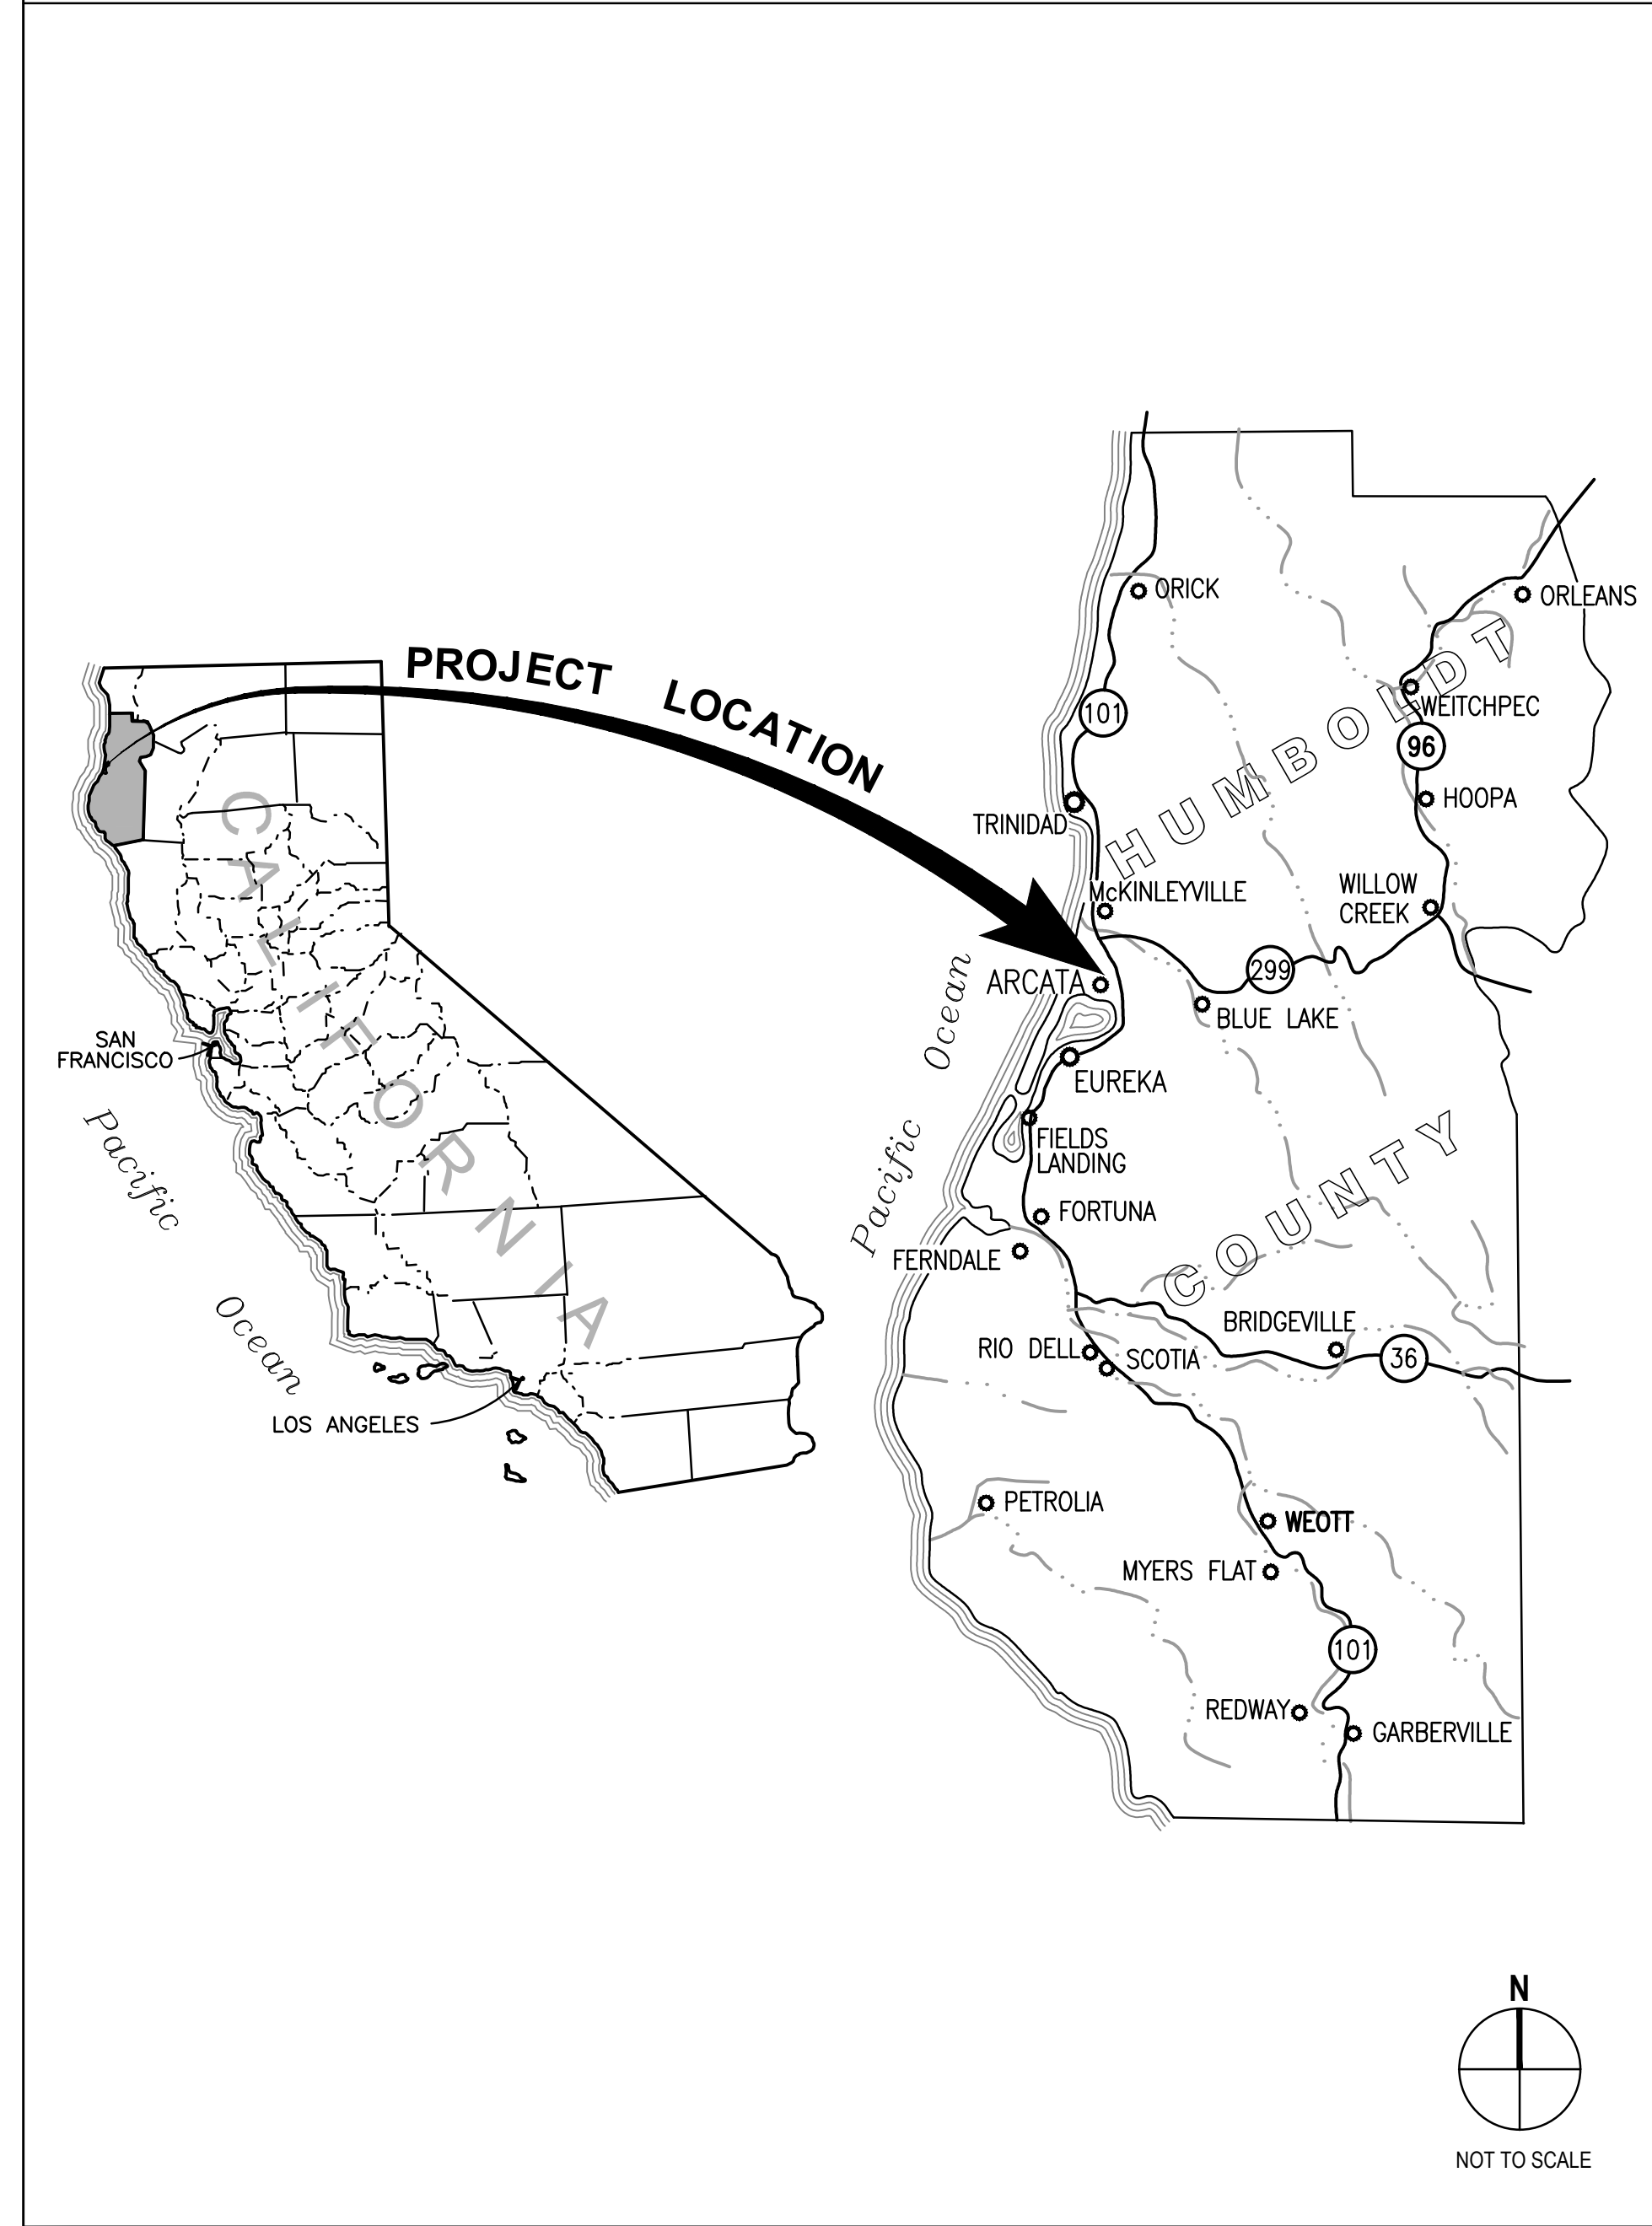 PROJECT LOCATION
CALIFORNIA
SAN
FRANCISCO
Pacific
Ocean
LOS ANGELES
HUMBOLDT
COUNTY
Pacific Ocean
ORICK
ORLEANS
WEITCHPEC
101
96
HOOPA
TRINIDAD
McKINLEYVILLE
WILLOW
CREEK
299
ARCATA
BLUE LAKE
EUREKA
FIELDS
LANDING
FORTUNA
FERNDALE
BRIDGEVILLE
RIO DELL
SCOTIA
36
PETROLIA
WEOTT
MYERS FLAT
101
REDWAY
GARBERVILLE
N
NOT TO SCALE